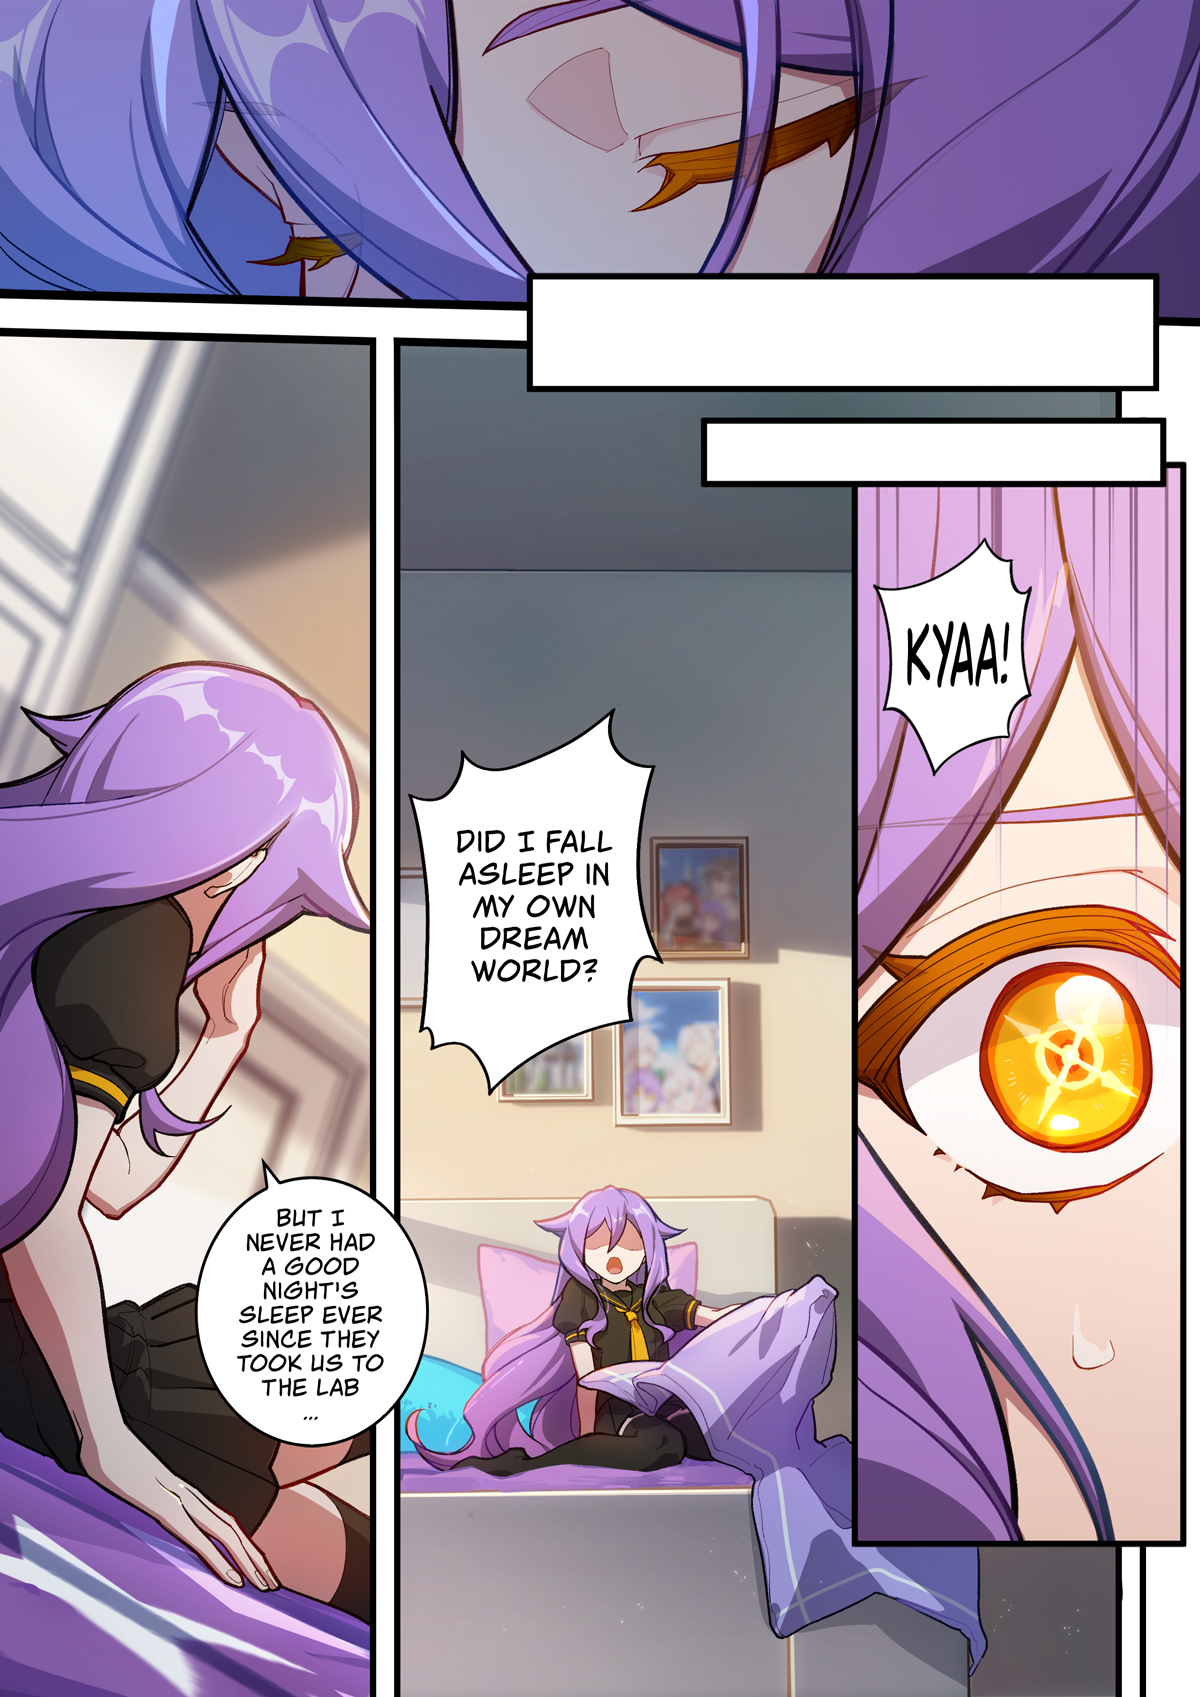 KYAA!
DID I FALL
ASLEEP IN
MY OWN
DREAM
WORLD?
BUT I
NEVER HAD
A GOOD
NIGHT'S
SLEEP EVER
SINCE THEY
TOOK US TO
THE LAB
...